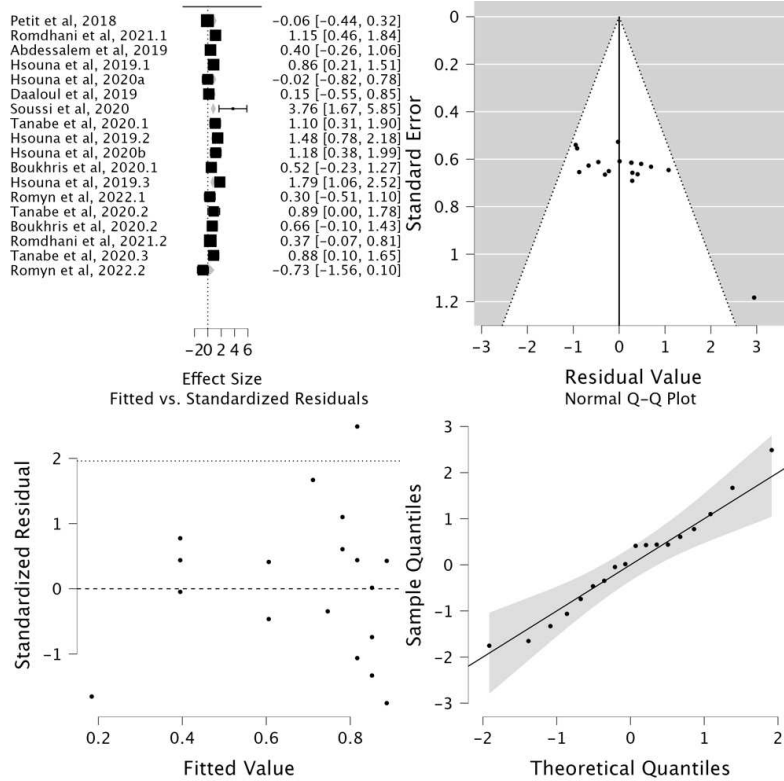 Petit et al, 2018 −0.06 [−0.44, 0.32]
Romdhani et al, 2021.1 1.15 [0.46, 1.84]
Abdessalem et al, 2019 0.40 [−0.26, 1.06]
Hsouna et al, 2019.1 0.86 [0.21, 1.51]
Hsouna et al, 2020a −0.02 [−0.82, 0.78]
Daaloul et al, 2019 0.15 [−0.55, 0.85]
Soussi et al, 2020 3.76 [1.67, 5.85]
Tanabe et al, 2020.1 1.10 [0.31, 1.90]
Hsouna et al, 2019.2 1.48 [0.78, 2.18]
Hsouna et al, 2020b 1.18 [0.38, 1.99]
Boukhris et al, 2020.1 0.52 [−0.23, 1.27]
Hsouna et al, 2019.3 1.79 [1.06, 2.52]
Romyn et al, 2022.1 0.30 [−0.51, 1.10]
Tanabe et al, 2020.2 0.89 [0.00, 1.78]
Boukhris et al, 2020.2 0.66 [−0.10, 1.43]
Romdhani et al, 2021.2 0.37 [−0.07, 0.81]
Tanabe et al, 2020.3 0.88 [0.10, 1.65]
Romyn et al, 2022.2 −0.73 [−1.56, 0.10]
−2 0 2 4 6
Effect Size
0
0.2
0.4
0.6
0.8
1
1.2
Standard Error
−3 −2 −1 0 1 2 3
Residual Value
Fitted vs. Standardized Residuals
2
1
0
−1
Standardized Residual
0.2 0.4 0.6 0.8
Fitted Value
Normal Q−Q Plot
3
2
1
0
−1
−2
−3
Sample Quantiles
−2 −1 0 1 2
Theoretical Quantiles